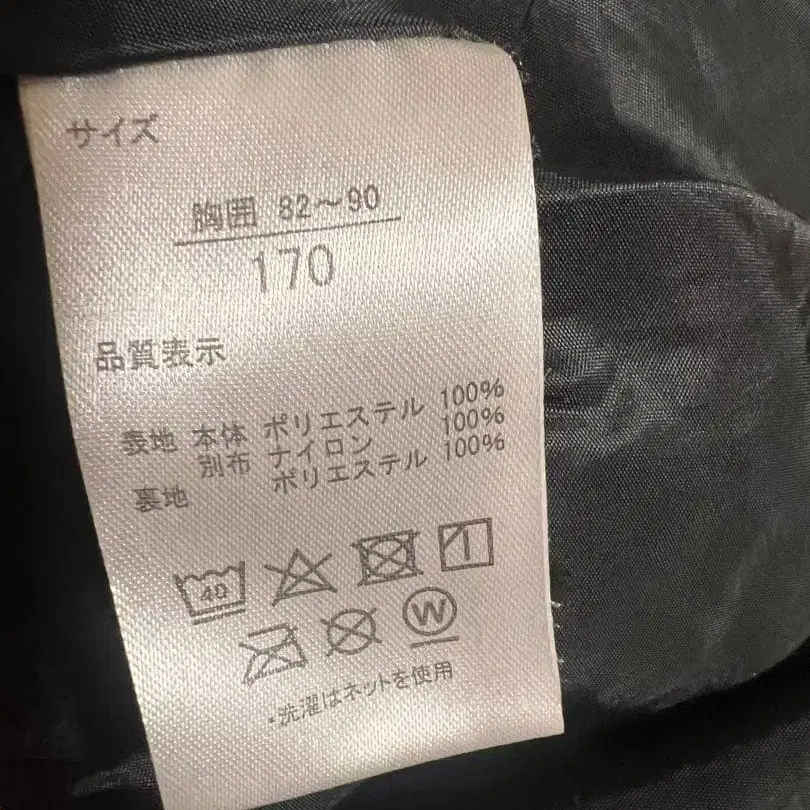 サイズ
胸囲 82～90
170
品質表示
表地 本体 ポリエステル 100%
別布 ナイロン 100%
裏地 ポリエステル 100%
40
W
・洗濯はネットを使用